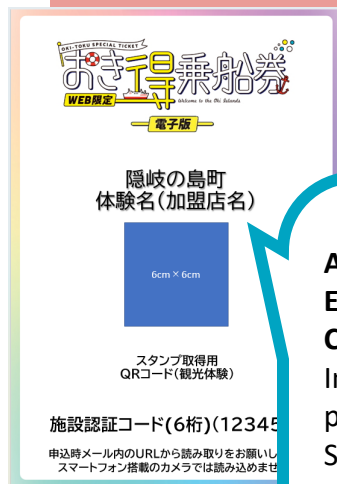 OKI-TOKU SPECIAL TICKET
おき得乗船券
WEB限定
Welcome to the Oki Islands
電子版
隠岐の島町
体験名(加盟店名)
6cm×6cm
スタンプ取得用
QRコード(観光体験)
施設認証コード(6桁)(12345
申込時メール内のURLから読み取りをお願いし
スマートフォン搭載のカメラでは読み込めませ
A
E
C
In
p
S